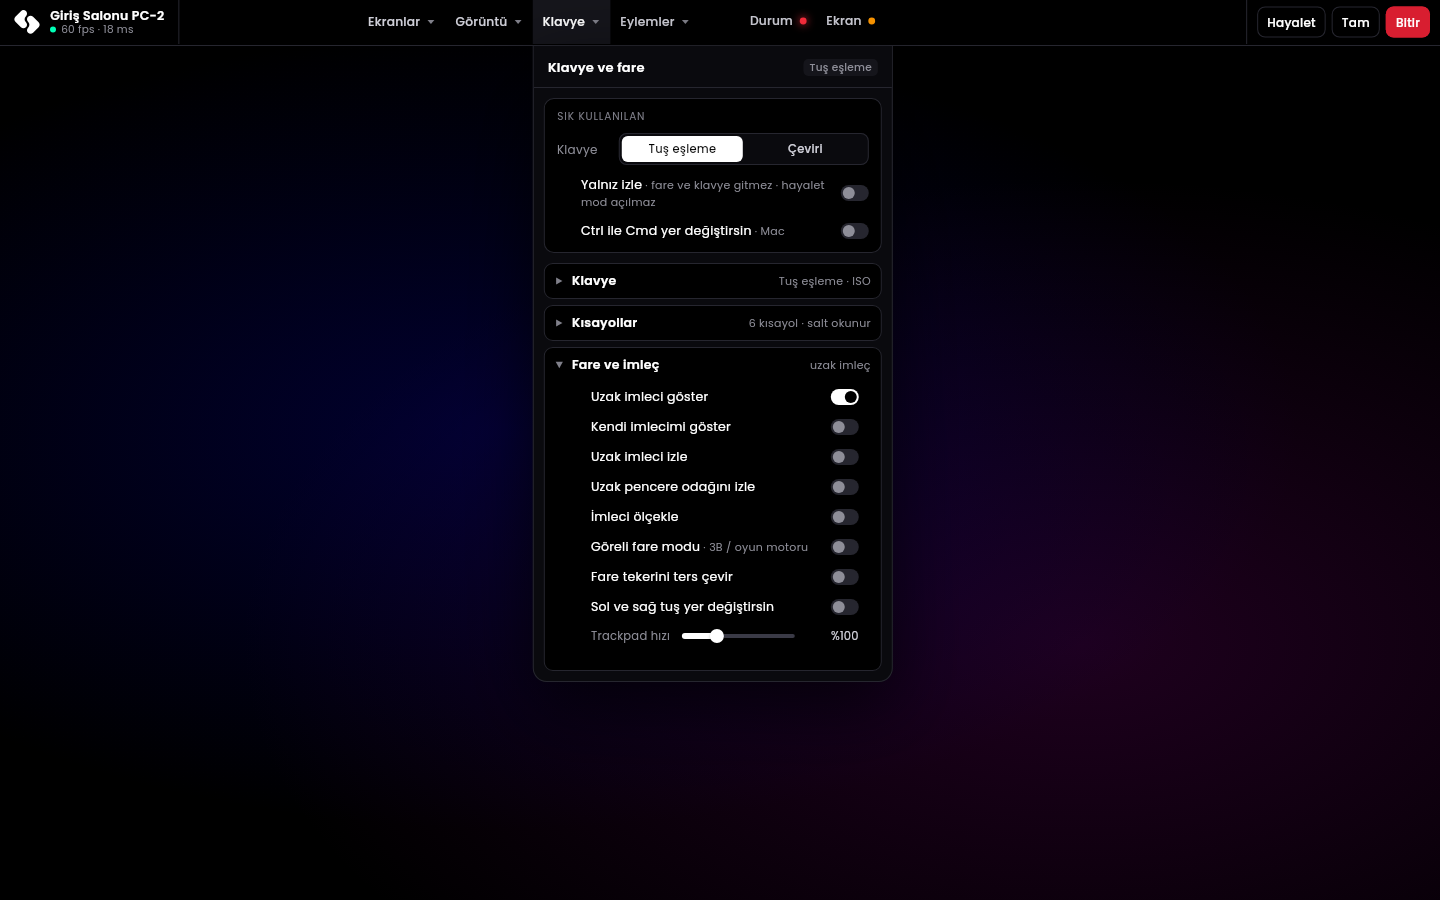 Giriş Salonu PC-2
60 fps · 18 ms
Ekranlar
Görüntü
Klavye
Eylemler
Durum
Ekran
Hayalet
Tam
Bitir
Klavye ve fare
Tuş eşleme
SIK KULLANILAN
Klavye
Tuş eşleme
Çeviri
Yalnız izle · fare ve klavye gitmez · hayalet
mod açılmaz
Ctrl ile Cmd yer değiştirsin · Mac
Klavye
Tuş eşleme · ISO
Kısayollar
6 kısayol · salt okunur
Fare ve imleç
uzak imleç
Uzak imleci göster
Kendi imlecimi göster
Uzak imleci izle
Uzak pencere odağını izle
İmleci ölçekle
Göreli fare modu · 3B / oyun motoru
Fare tekerini ters çevir
Sol ve sağ tuş yer değiştirsin
Trackpad hızı
%100